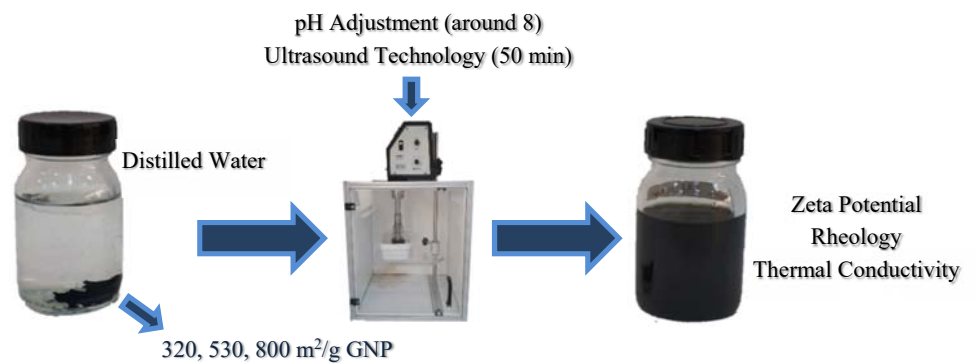 pH Adjustment (around 8)
Ultrasound Technology (50 min)
Distilled Water
320, 530, 800 m²/g GNP
Zeta Potential
Rheology
Thermal Conductivity